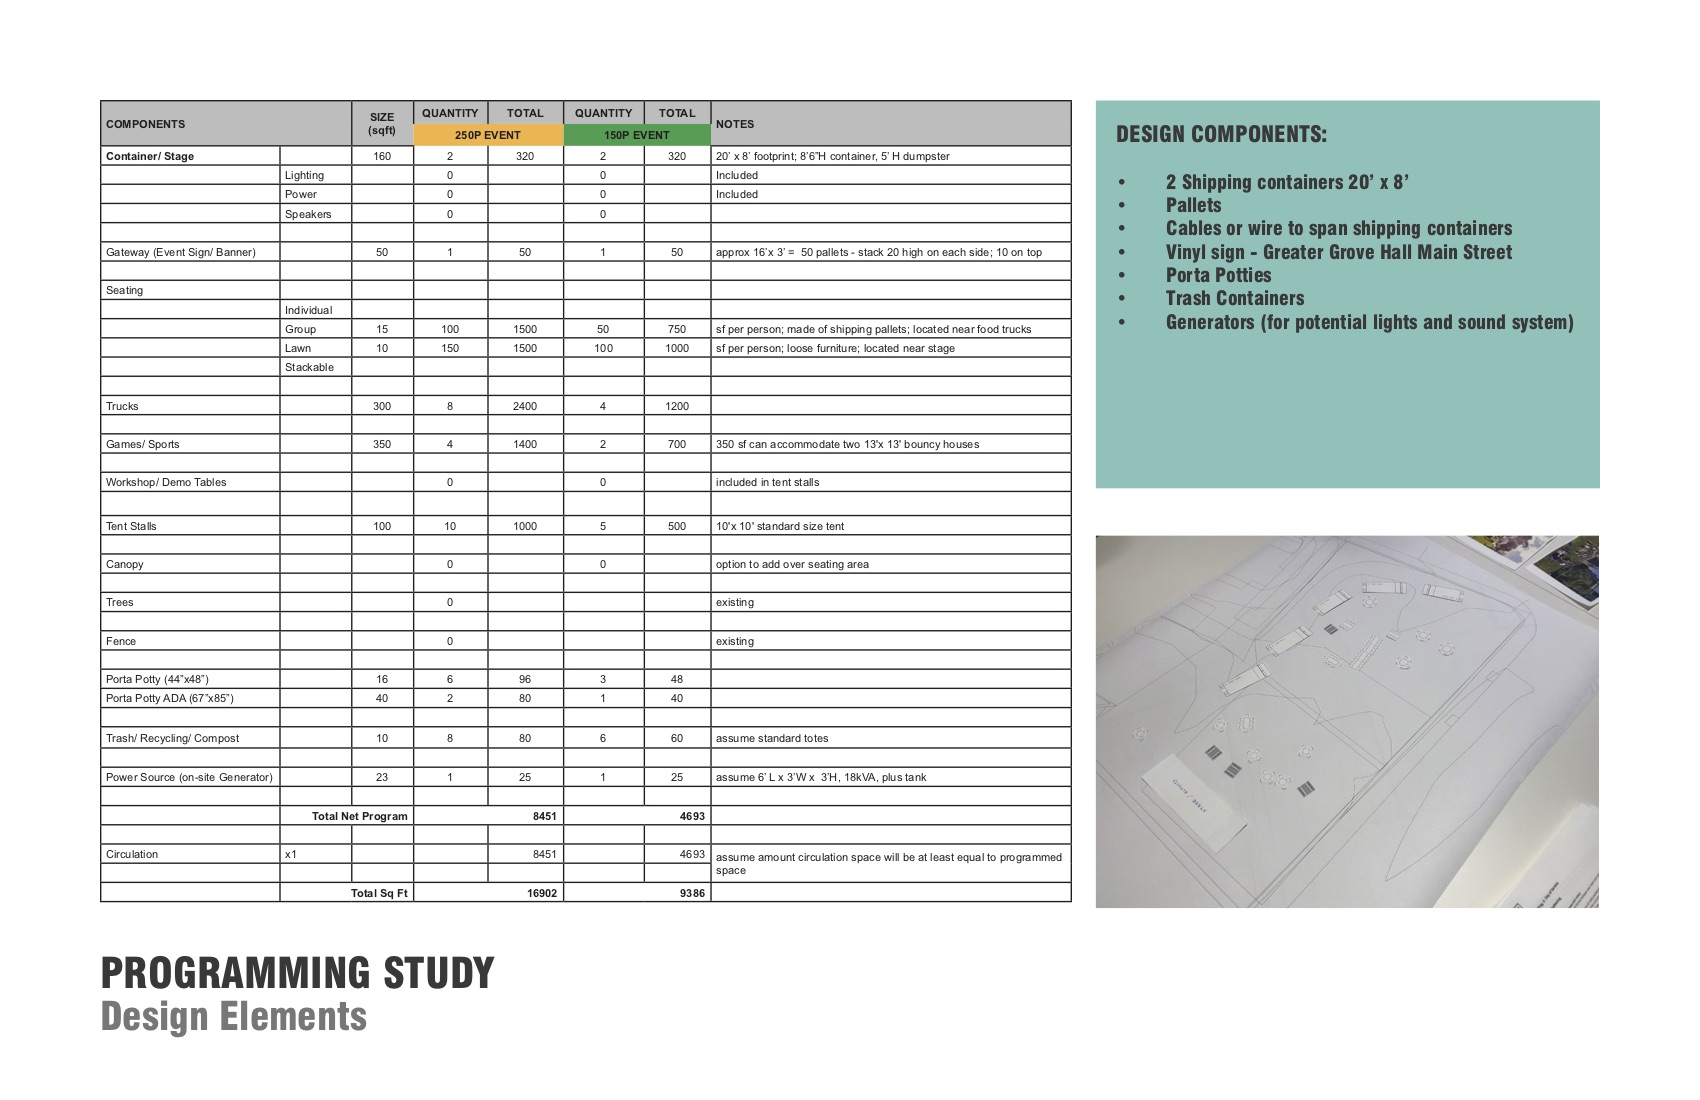 COMPONENTS SIZE (sqft) QUANTITY TOTAL QUANTITY TOTAL NOTES
250P EVENT 150P EVENT
Container/ Stage 160 2 320 2 320 20' x 8' footprint; 8'6"H container, 5' H dumpster
Lighting 0 0 Included
Power 0 0 Included
Speakers 0 0
Gateway (Event Sign/ Banner) 50 1 50 1 50 approx 16'x 3' = 50 pallets - stack 20 high on each side; 10 on top
Seating
Individual
Group 15 100 1500 50 750 sf per person; made of shipping pallets; located near food trucks
Lawn 10 150 1500 100 1000 sf per person; loose furniture; located near stage
Stackable
Trucks 300 8 2400 4 1200
Games/ Sports 350 4 1400 2 700 350 sf can accommodate two 13'x 13' bouncy houses
Workshop/ Demo Tables 0 0 included in tent stalls
Tent Stalls 100 10 1000 5 500 10'x 10' standard size tent
Canopy 0 0 option to add over seating area
Trees 0 existing
Fence 0 existing
Porta Potty (44"x48") 16 6 96 3 48
Porta Potty ADA (67"x85") 40 2 80 1 40
Trash/ Recycling/ Compost 10 8 80 6 60 assume standard totes
Power Source (on-site Generator) 23 1 25 1 25 assume 6' L x 3'W x 3'H, 18kVA, plus tank
Total Net Program 8451 4693
Circulation x1 8451 4693 assume amount circulation space will be at least equal to programmed
space
Total Sq Ft 16902 9386
DESIGN COMPONENTS:
• 2 Shipping containers 20' x 8'
• Pallets
• Cables or wire to span shipping containers
• Vinyl sign - Greater Grove Hall Main Street
• Porta Potties
• Trash Containers
• Generators (for potential lights and sound system)
PROGRAMMING STUDY
Design Elements